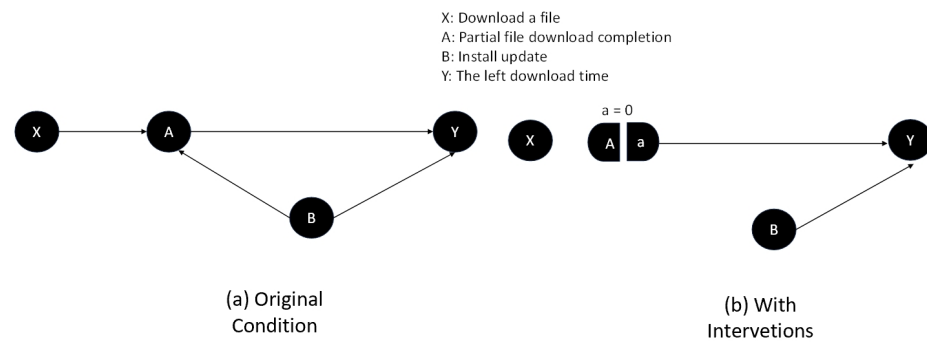 X: Download a file
A: Partial file download completion
B: Install update
Y: The left download time
a = 0
X
A
Y
B
X
A
a
Y
B
(a) Original
Condition
(b) With
Intervetions